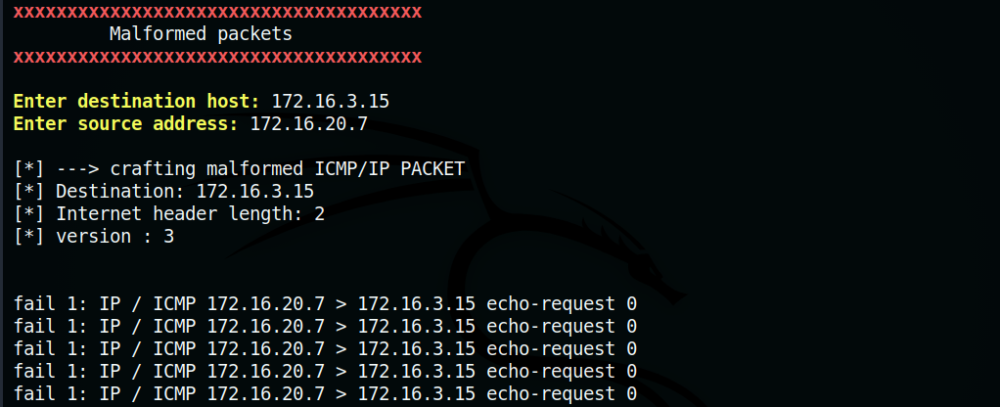 xxxxxxxxxxxxxxxxxxxxxxxxxxxxxxxxxxxxxx
Malformed packets
xxxxxxxxxxxxxxxxxxxxxxxxxxxxxxxxxxxxxx
Enter destination host: 172.16.3.15
Enter source address: 172.16.20.7
[*] ---> crafting malformed ICMP/IP PACKET
[*] Destination: 172.16.3.15
[*] Internet header length: 2
[*] version : 3
fail 1: IP / ICMP 172.16.20.7 > 172.16.3.15 echo-request 0
fail 1: IP / ICMP 172.16.20.7 > 172.16.3.15 echo-request 0
fail 1: IP / ICMP 172.16.20.7 > 172.16.3.15 echo-request 0
fail 1: IP / ICMP 172.16.20.7 > 172.16.3.15 echo-request 0
fail 1: IP / ICMP 172.16.20.7 > 172.16.3.15 echo-request 0